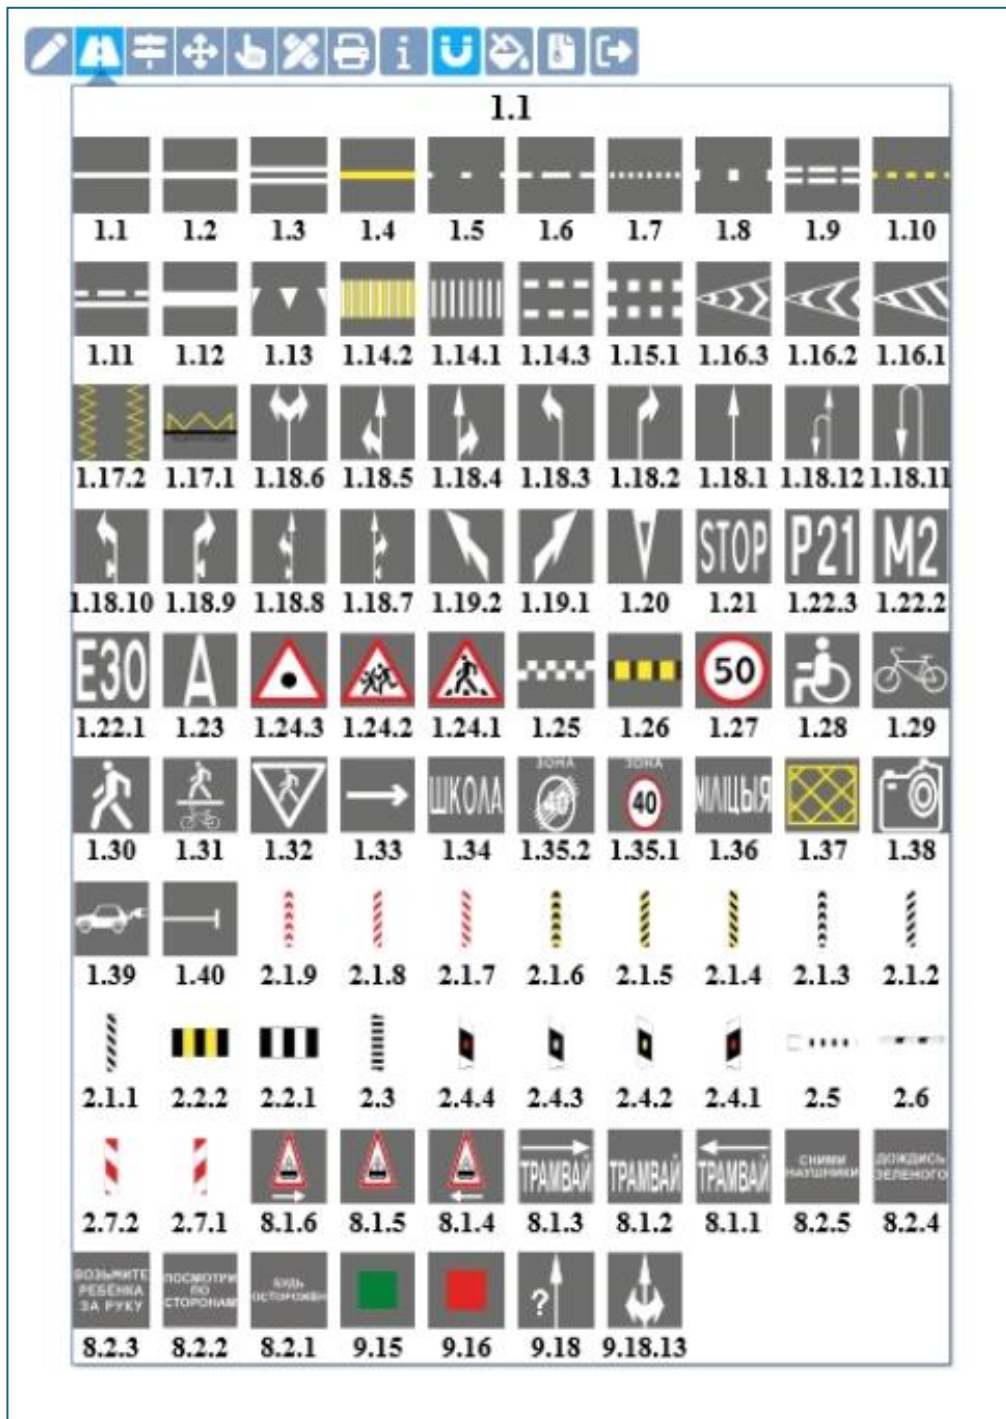 1.1
1.1 1.2 1.3 1.4 1.5 1.6 1.7 1.8 1.9 1.10
1.11 1.12 1.13 1.14.2 1.14.1 1.14.3 1.15.1 1.16.3 1.16.2 1.16.1
1.17.2 1.17.1 1.18.6 1.18.5 1.18.4 1.18.3 1.18.2 1.18.1 1.18.12 1.18.11
STOP P21 M2
1.18.10 1.18.9 1.18.8 1.18.7 1.19.2 1.19.1 1.20 1.21 1.22.3 1.22.2
E30 A 50
1.22.1 1.23 1.24.3 1.24.2 1.24.1 1.25 1.26 1.27 1.28 1.29
ШКОЛА ЗОНА 40 ЗОНА 40 МІЛІЦЫЯ
1.30 1.31 1.32 1.33 1.34 1.35.2 1.35.1 1.36 1.37 1.38
1.39 1.40 2.1.9 2.1.8 2.1.7 2.1.6 2.1.5 2.1.4 2.1.3 2.1.2
2.1.1 2.2.2 2.2.1 2.3 2.4.4 2.4.3 2.4.2 2.4.1 2.5 2.6
ТРАМВАЙ ТРАМВАЙ ТРАМВАЙ СНИМИ НАУШНИКИ ДОЖДИСЬ ЗЕЛЕНОГО
2.7.2 2.7.1 8.1.6 8.1.5 8.1.4 8.1.3 8.1.2 8.1.1 8.2.5 8.2.4
ВОЗЬМИТЕ РЕБЁНКА ЗА РУКУ ПОСМОТРИ ПО СТОРОНАМ БУДЬ ОСТОРОЖЕН ?
8.2.3 8.2.2 8.2.1 9.15 9.16 9.18 9.18.13